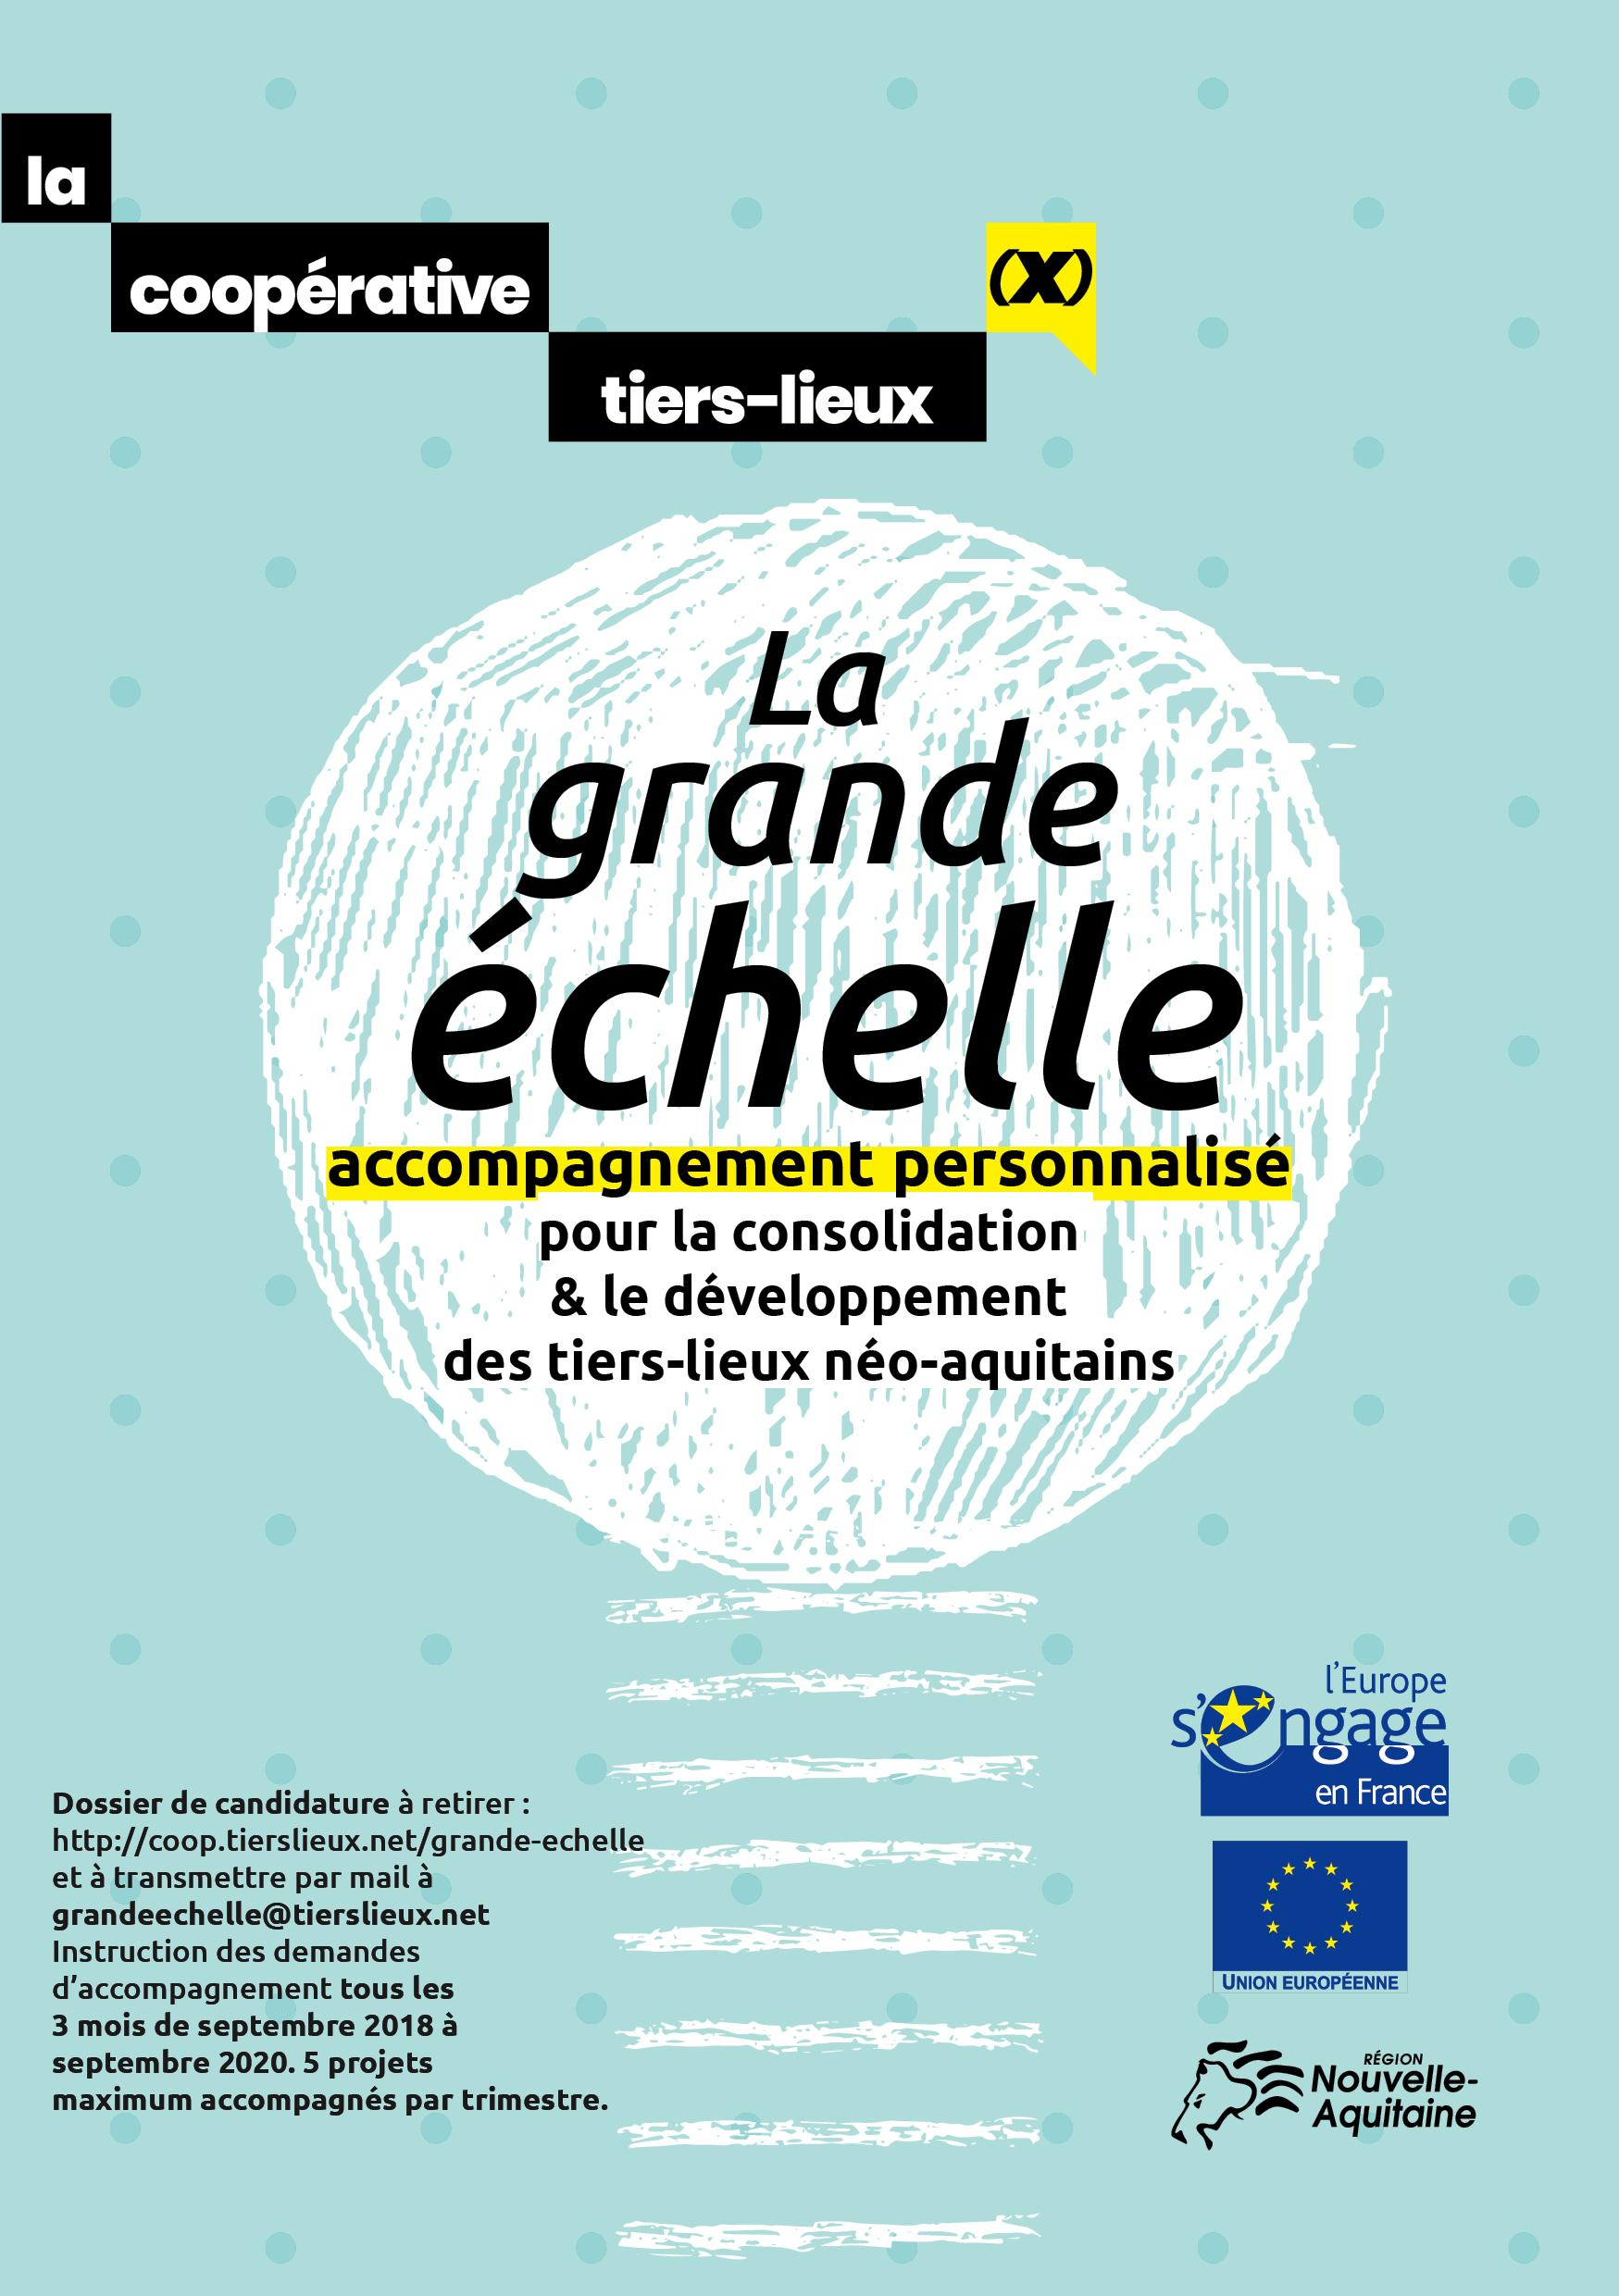 la
coopérative
(x)
tiers-lieux
La
grande
échelle
accompagnement personnalisé
pour la consolidation
& le développement
des tiers-lieux néo-aquitains
Dossier de candidature à retirer :
http://coop.tierslieux.net/grande-echelle
et à transmettre par mail à
grandeechelle@tierslieux.net
Instruction des demandes
d’accompagnement tous les
3 mois de septembre 2018 à
septembre 2020. 5 projets
maximum accompagnés par trimestre.
l’Europe
s’engage
en France
UNION EUROPÉENNE
RÉGION
Nouvelle-
Aquitaine